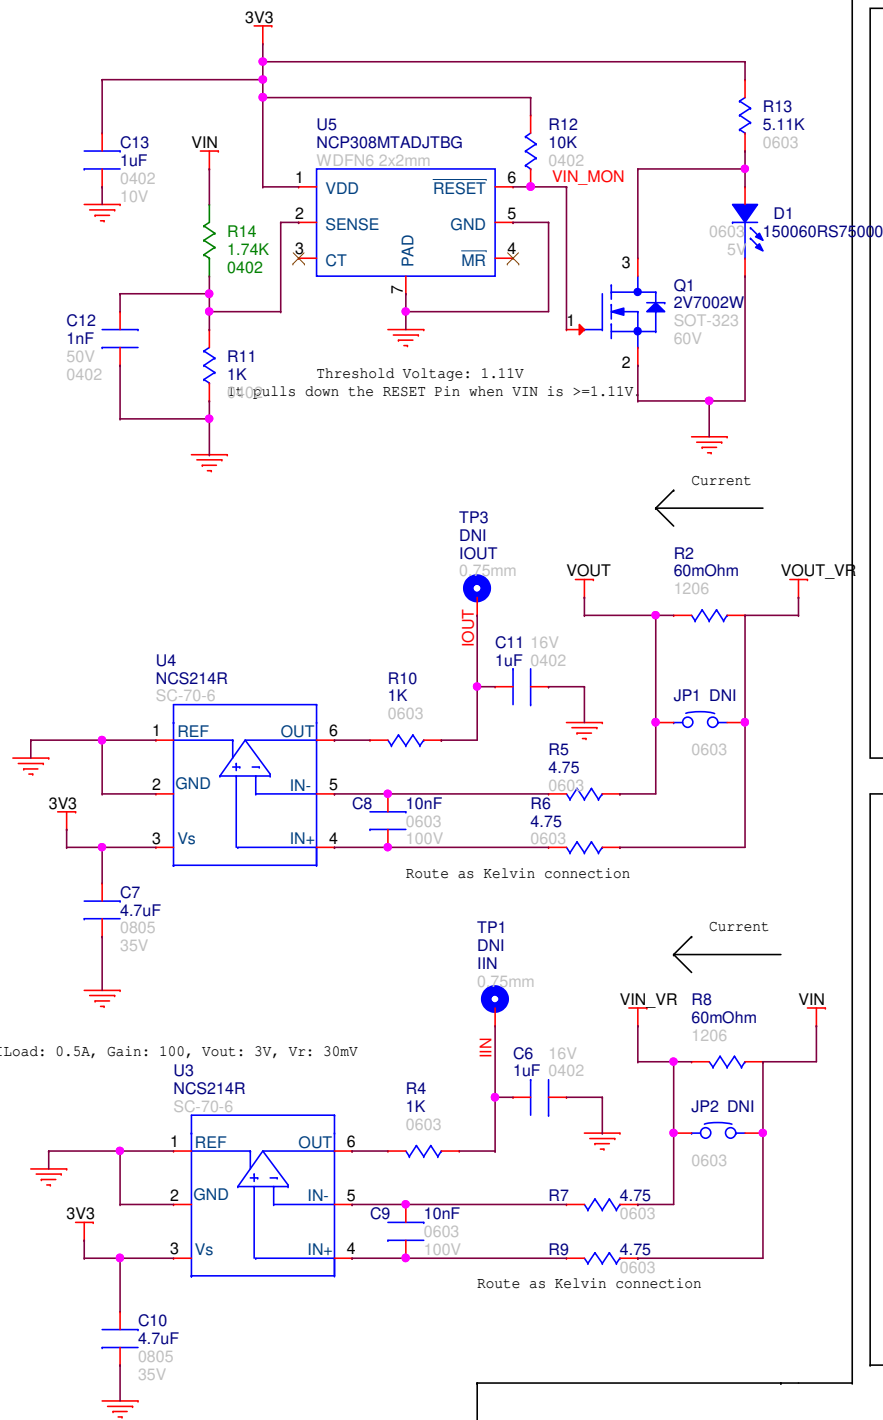 3V3
C13
1uF
0402
10V
VIN
R14
1.74K
0402
C12
1nF
50V
0402
R11
1K
0402
U5
NCP308MTADJTBG
WDFN6 2x2mm
1
VDD
2
SENSE
3
CT
PAD
7
RESET
6
GND
5
MR
4
R12
10K
0402
VIN_MON
R13
5.11K
0603
D1
150060RS75000
0603
5V
Q1
2V7002W
SOT-323
60V
3
1
2
Threshold Voltage: 1.11V
It pulls down the RESET Pin when VIN is >=1.11V.
Current
TP3
DNI
IOUT
0.75mm
IOUT
C11 16V
1uF 0402
VOUT
R2
60mOhm
1206
VOUT_VR
JP1 DNI
0603
U4
NCS214R
SC-70-6
1
REF
2
GND
3
Vs
OUT
6
IN-
5
IN+
4
+ -
R10
1K
0603
R5
4.75
0603
R6
4.75
0603
C8
10nF
0603
100V
3V3
C7
4.7uF
0805
35V
Route as Kelvin connection
Current
TP1
DNI
IIN
0.75mm
IIN
C6 16V
1uF 0402
VIN_VR
R8
60mOhm
1206
VIN
JP2 DNI
0603
Load: 0.5A, Gain: 100, Vout: 3V, Vr: 30mV
U3
NCS214R
SC-70-6
1
REF
2
GND
3
Vs
OUT
6
IN-
5
IN+
4
+ -
R4
1K
0603
R7
4.75
0603
R9
4.75
0603
C9
10nF
0603
100V
3V3
C10
4.7uF
0805
35V
Route as Kelvin connection